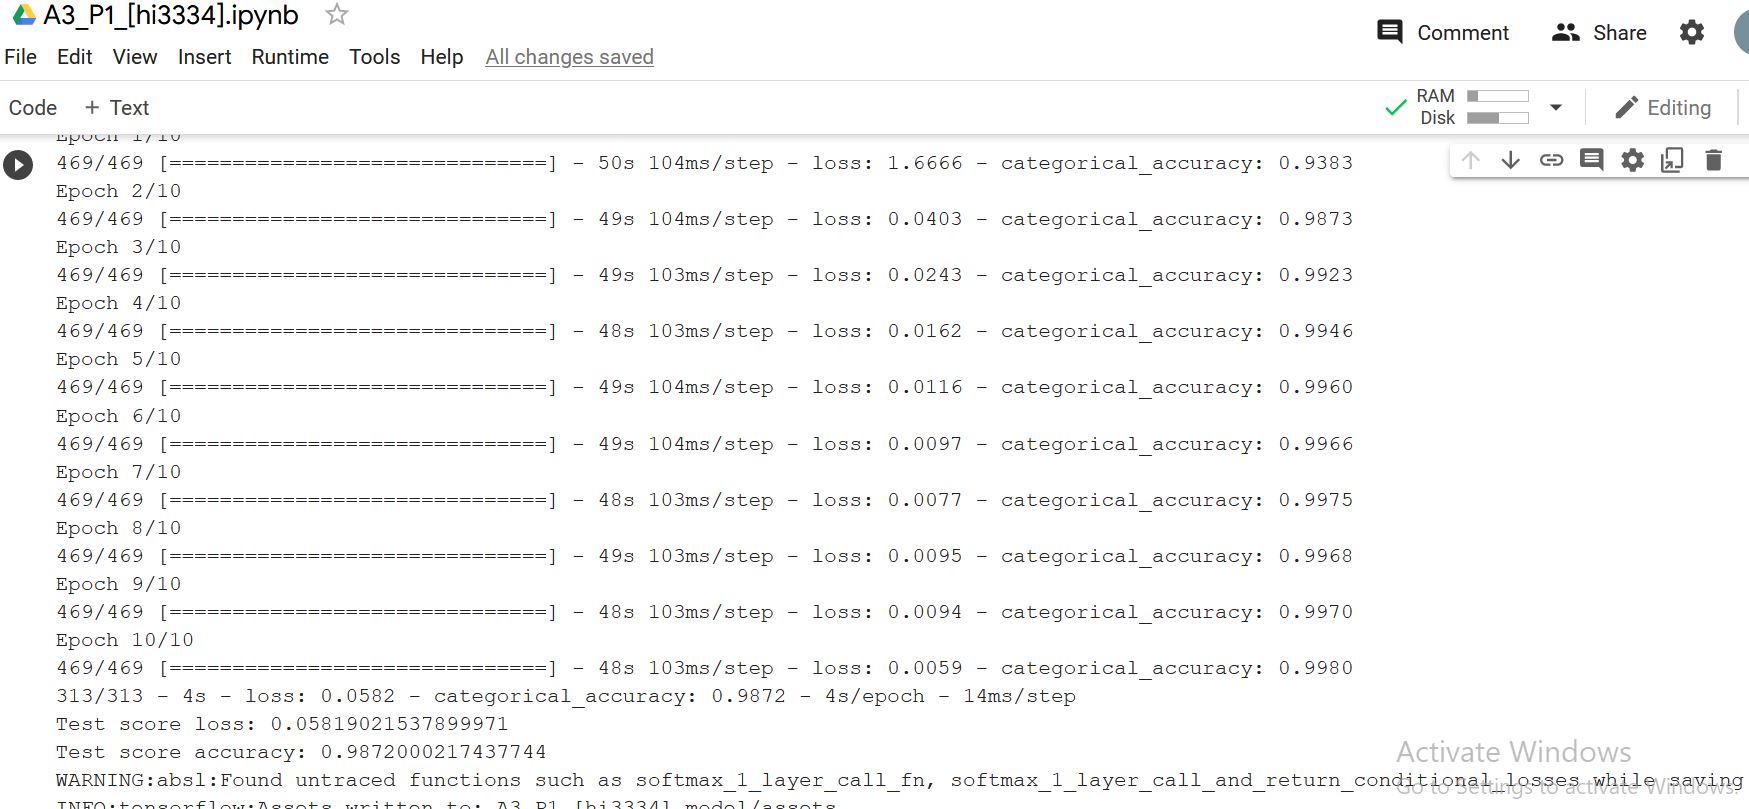 A3_P1_[hi3334].ipynb
Comment Share
File Edit View Insert Runtime Tools Help All changes saved
Code + Text
RAM
Disk
Editing
Epoch 1/10
469/469 [==============================] - 50s 104ms/step - loss: 1.6666 - categorical_accuracy: 0.9383
Epoch 2/10
469/469 [==============================] - 49s 104ms/step - loss: 0.0403 - categorical_accuracy: 0.9873
Epoch 3/10
469/469 [==============================] - 49s 103ms/step - loss: 0.0243 - categorical_accuracy: 0.9923
Epoch 4/10
469/469 [==============================] - 48s 103ms/step - loss: 0.0162 - categorical_accuracy: 0.9946
Epoch 5/10
469/469 [==============================] - 49s 104ms/step - loss: 0.0116 - categorical_accuracy: 0.9960
Epoch 6/10
469/469 [==============================] - 49s 104ms/step - loss: 0.0097 - categorical_accuracy: 0.9966
Epoch 7/10
469/469 [==============================] - 48s 103ms/step - loss: 0.0077 - categorical_accuracy: 0.9975
Epoch 8/10
469/469 [==============================] - 49s 103ms/step - loss: 0.0095 - categorical_accuracy: 0.9968
Epoch 9/10
469/469 [==============================] - 48s 103ms/step - loss: 0.0094 - categorical_accuracy: 0.9970
Epoch 10/10
469/469 [==============================] - 48s 103ms/step - loss: 0.0059 - categorical_accuracy: 0.9980
313/313 - 4s - loss: 0.0582 - categorical_accuracy: 0.9872 - 4s/epoch - 14ms/step
Test score loss: 0.05819021537899971
Test score accuracy: 0.9872000217437744
WARNING:absl:Found untraced functions such as softmax_1_layer_call_fn, softmax_1_layer_call_and_return_conditional_losses while saving
INFO:tensorflow:Assets written to: A3_P1_[hi3334]_model/assets
Activate Windows
Go to Settings to activate Windows.